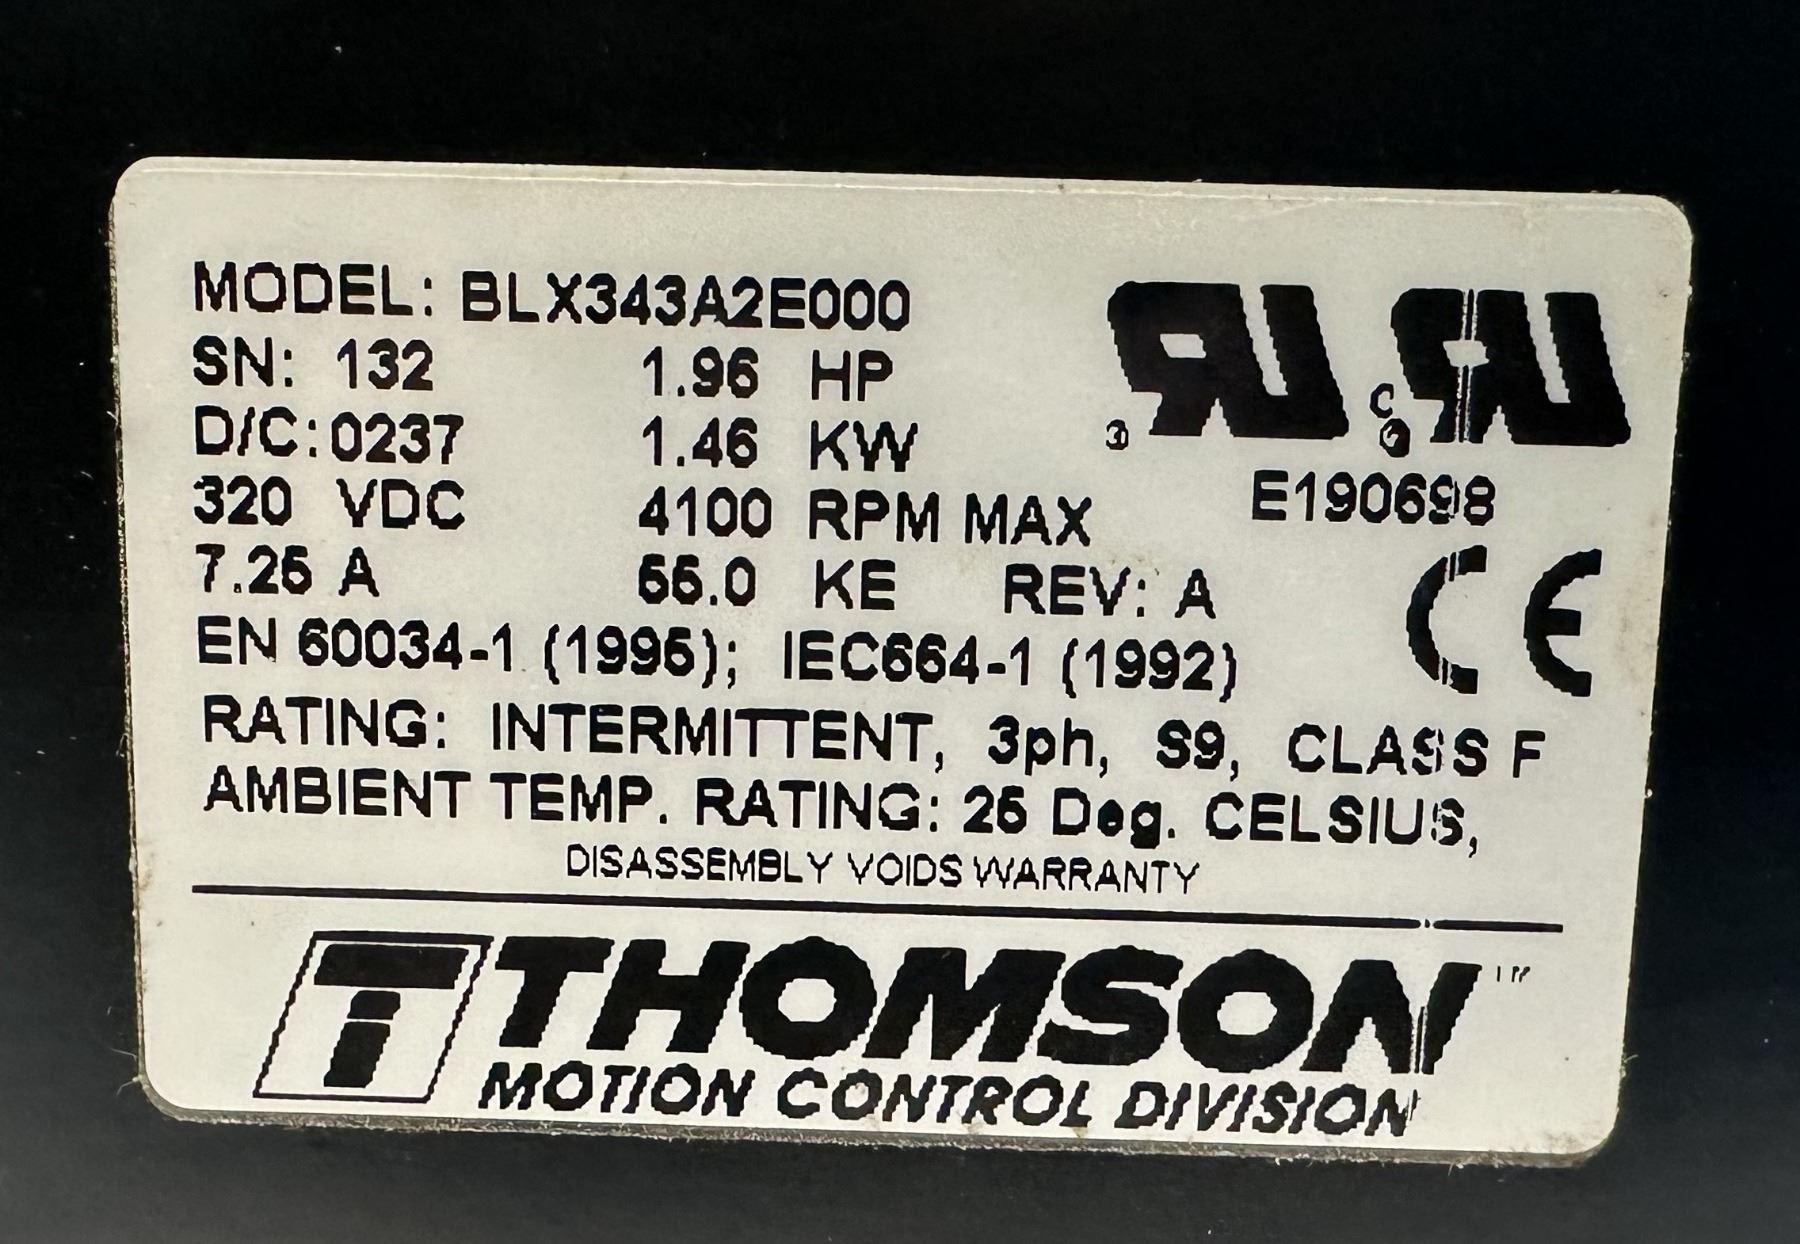 MODEL: BLX343A2E000
SN: 132 1.96 HP
D/C: 0237 1.46 KW
320 VDC 4100 RPM MAX
7.25 A 55.0 KE REV: A
E190698
CE
EN 60034-1 (1995); IEC664-1 (1992)
RATING: INTERMITTENT, 3ph, S9, CLASS F
AMBIENT TEMP. RATING: 25 Deg. CELSIUS,
DISASSEMBLY VOIDS WARRANTY
THOMSON™
MOTION CONTROL DIVISION